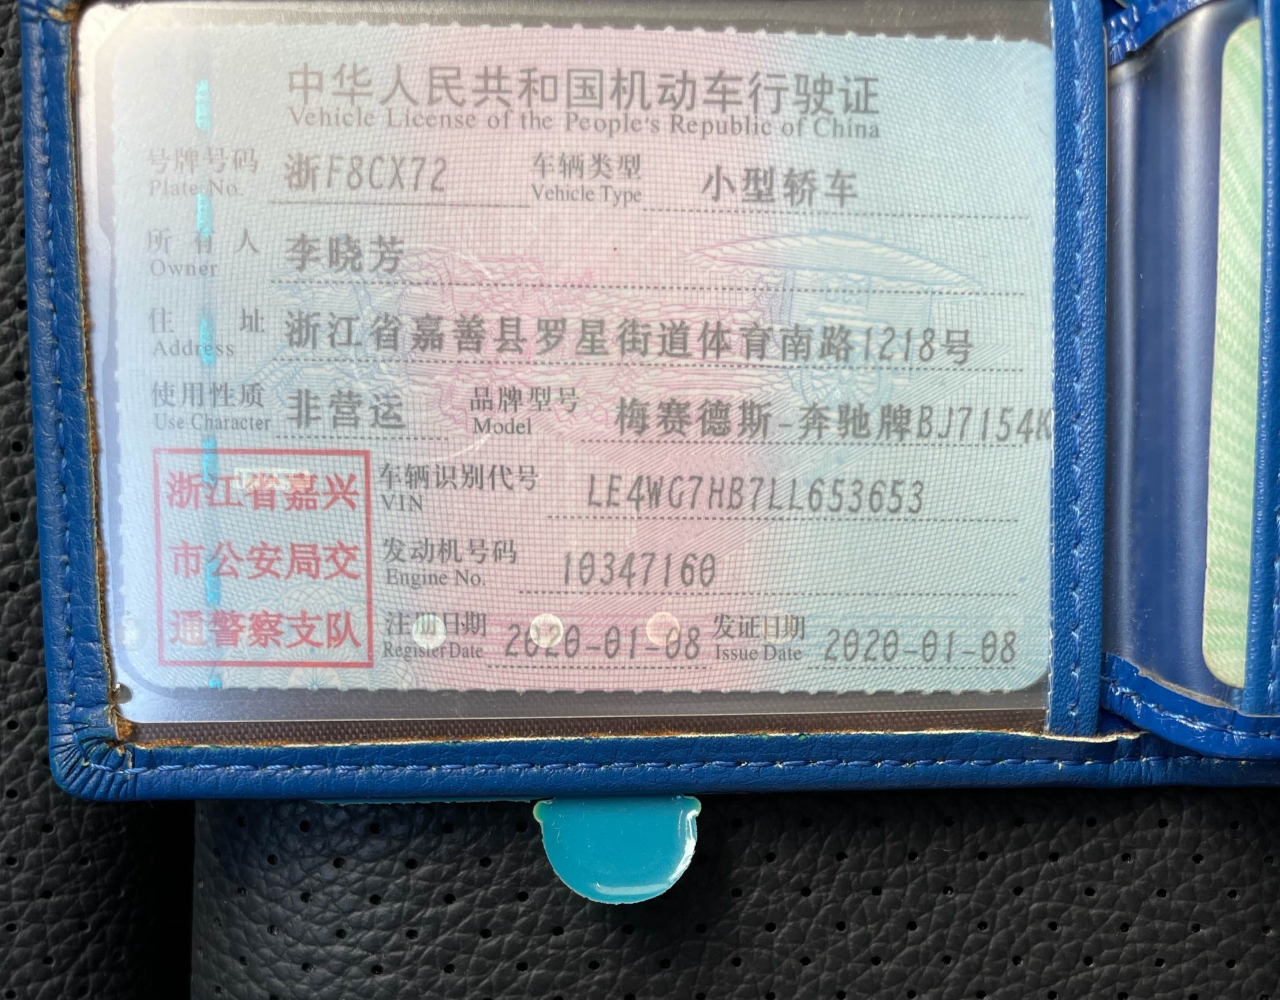 中华人民共和国机动车行驶证
Vehicle License of the People's Republic of China
号牌号码 浙F8CX72 车辆类型 小型轿车
Plate No. Vehicle Type
所有人 李晓芳
Owner
住址 浙江省嘉善县罗星街道体育南路1218号
Address
使用性质 非营运 品牌型号 梅赛德斯-奔驰牌BJ7154K
Use Character Model
浙江省嘉兴
市公安局交
通警察支队
车辆识别代号 LE4WG7HB7LL653653
VIN
发动机号码 10347160
Engine No.
注册日期 2020-01-08 发证日期 2020-01-08
Register Date Issue Date